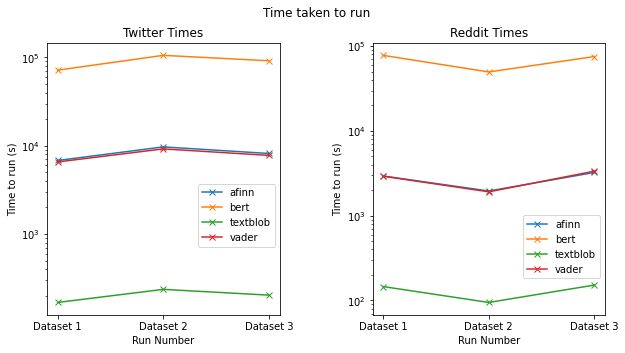 Time taken to run
Twitter Times
Time to run (s)
10^5
10^4
10^3
afinn
bert
textblob
vader
Dataset 1 Dataset 2 Dataset 3
Run Number
Reddit Times
Time to run (s)
10^5
10^4
10^3
10^2
afinn
bert
textblob
vader
Dataset 1 Dataset 2 Dataset 3
Run Number